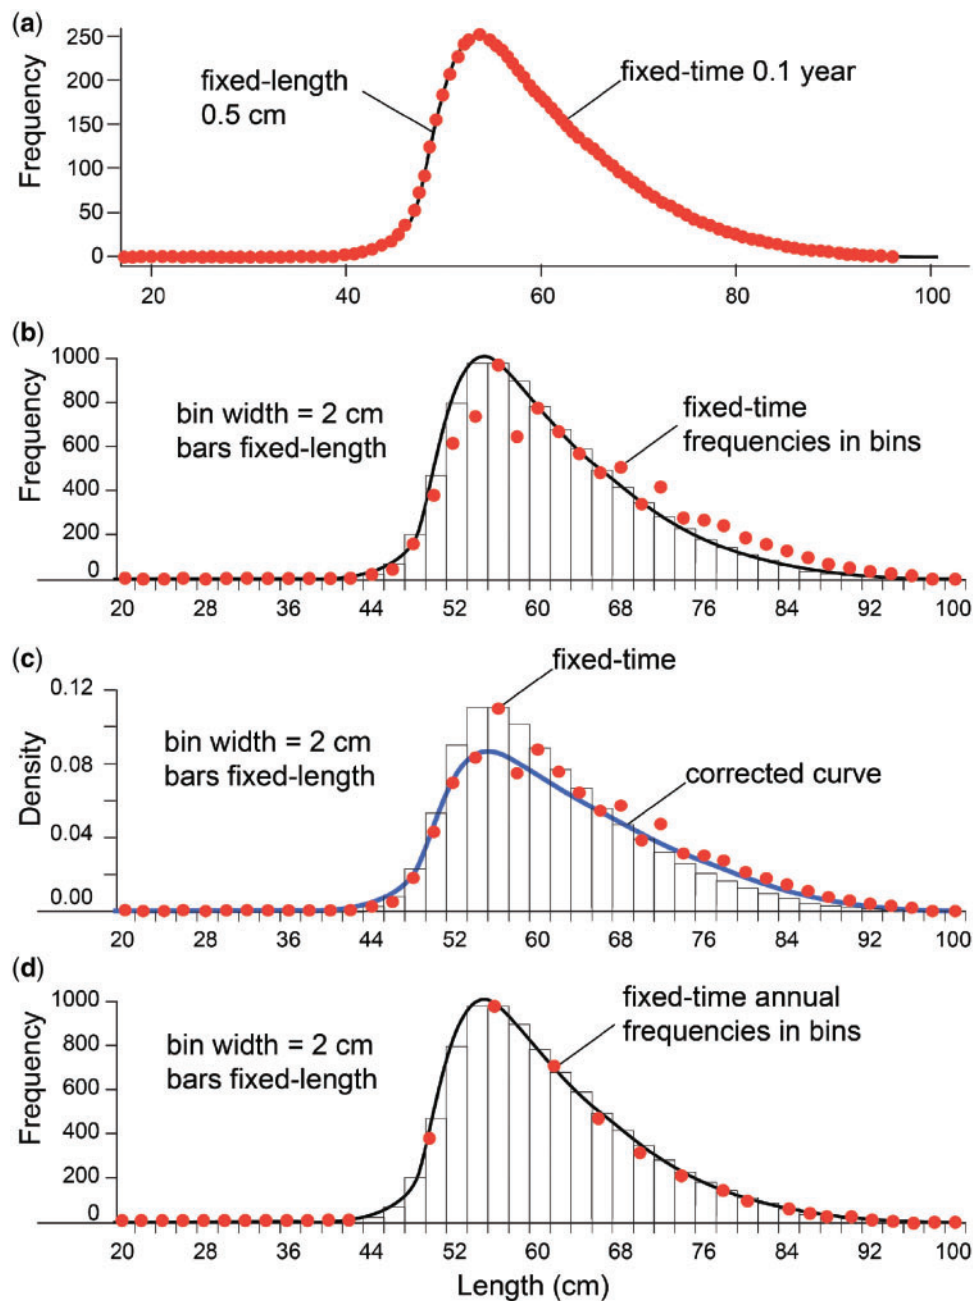 (a)
Frequency
250
200
150
100
50
0
fixed-length
0.5 cm
fixed-time 0.1 year
20 40 60 80 100
(b)
Frequency
1000
800
600
400
200
0
bin width = 2 cm
bars fixed-length
fixed-time
frequencies in bins
20 28 36 44 52 60 68 76 84 92 100
(c)
Density
0.12
0.08
0.04
0.00
bin width = 2 cm
bars fixed-length
fixed-time
corrected curve
20 28 36 44 52 60 68 76 84 92 100
(d)
Frequency
1000
800
600
400
200
0
bin width = 2 cm
bars fixed-length
fixed-time annual
frequencies in bins
20 28 36 44 52 60 68 76 84 92 100
Length (cm)